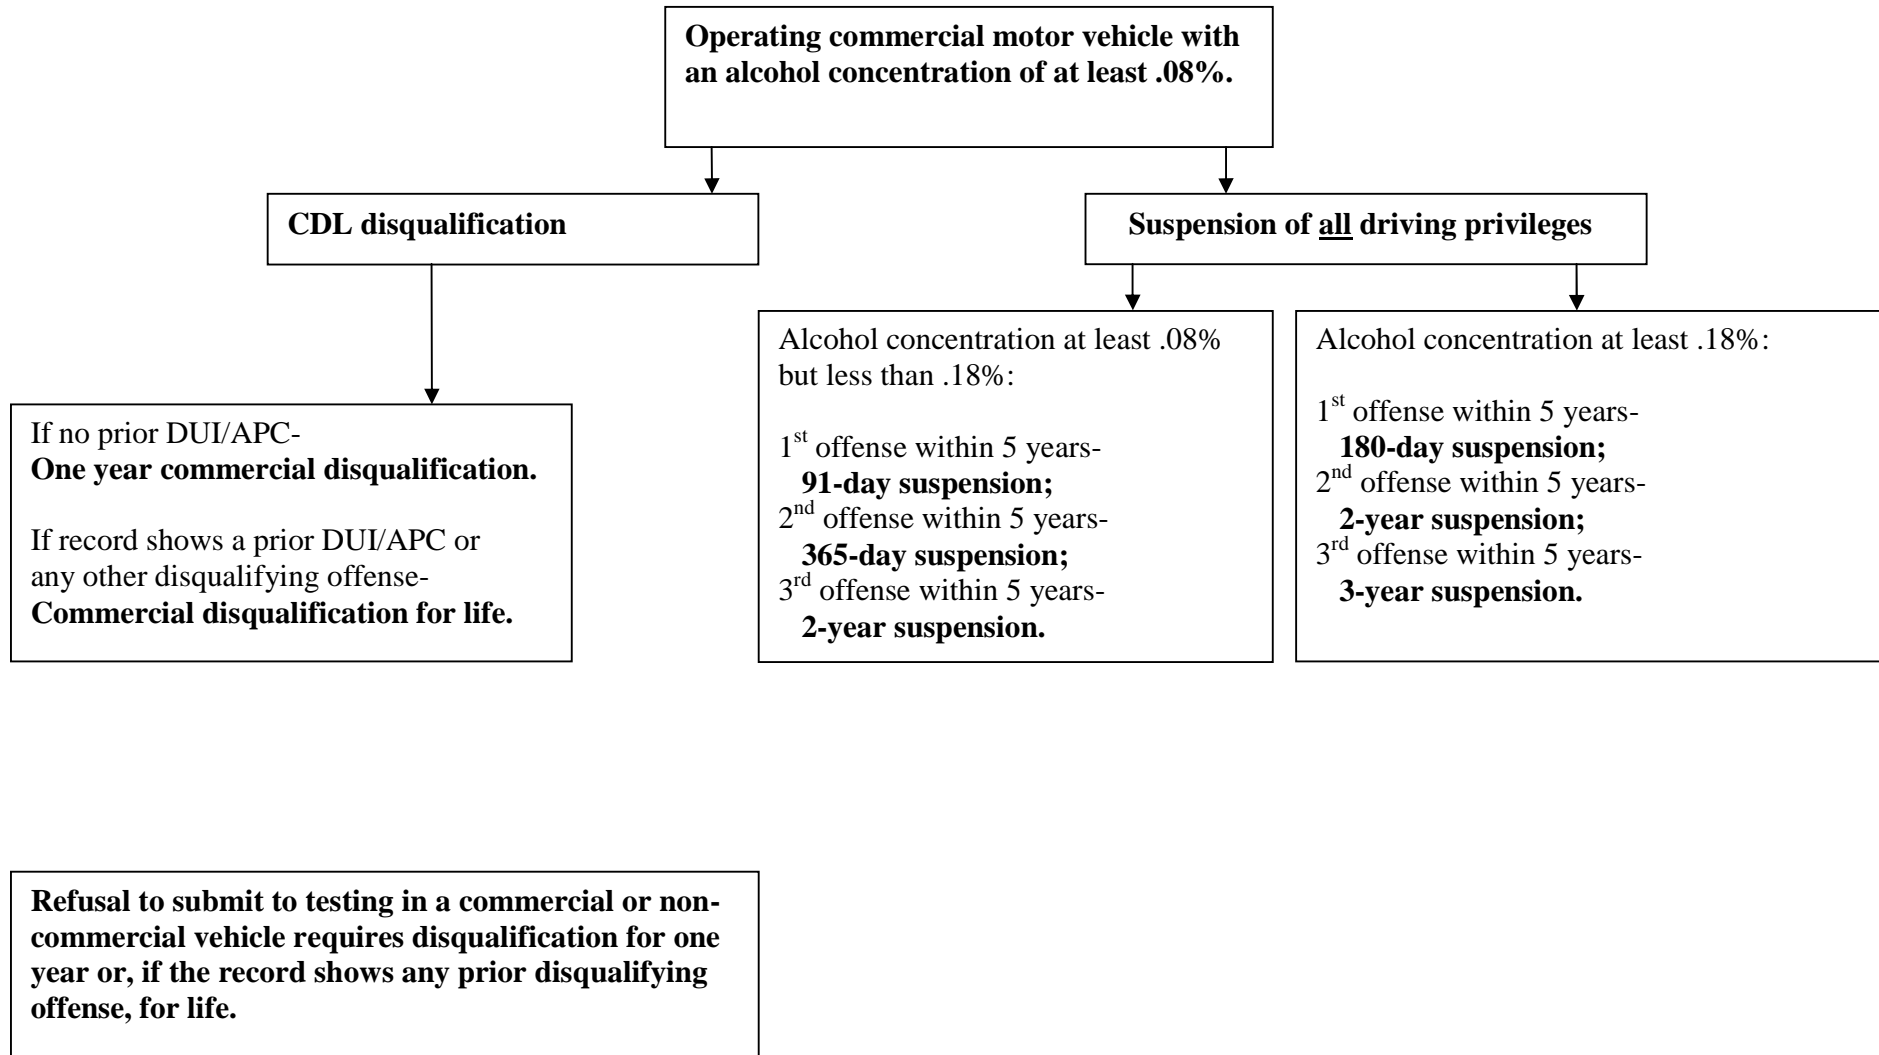 Operating commercial motor vehicle with
an alcohol concentration of at least .08%.
CDL disqualification
Suspension of all driving privileges
If no prior DUI/APC-
One year commercial disqualification.
If record shows a prior DUI/APC or
any other disqualifying offense-
Commercial disqualification for life.
Alcohol concentration at least .08%
but less than .18%:
1st offense within 5 years-
91-day suspension;
2nd offense within 5 years-
365-day suspension;
3rd offense within 5 years-
2-year suspension.
Alcohol concentration at least .18%:
1st offense within 5 years-
180-day suspension;
2nd offense within 5 years-
2-year suspension;
3rd offense within 5 years-
3-year suspension.
Refusal to submit to testing in a commercial or non-
commercial vehicle requires disqualification for one
year or, if the record shows any prior disqualifying
offense, for life.